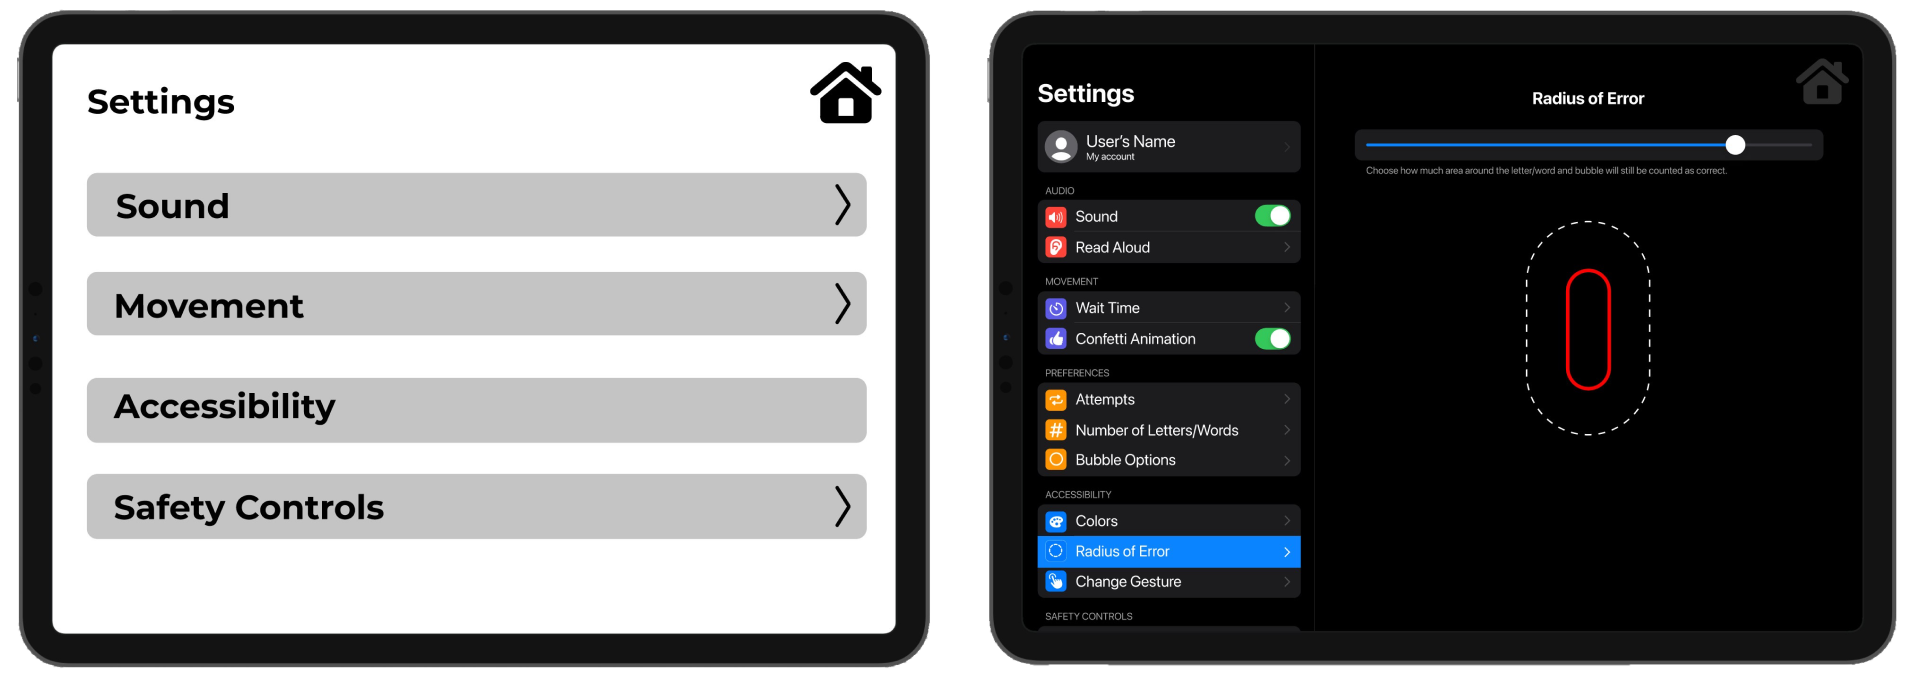 Settings
Sound
Movement
Accessibility
Safety Controls
Settings
User's Name
My account
AUDIO
Sound
Read Aloud
MOVEMENT
Wait Time
Confetti Animation
PREFERENCES
Attempts
Number of Letters/Words
Bubble Options
ACCESSIBILITY
Colors
Radius of Error
Change Gesture
SAFETY CONTROLS
Radius of Error
Choose how much area around the letter/word and bubble will still be counted as correct.